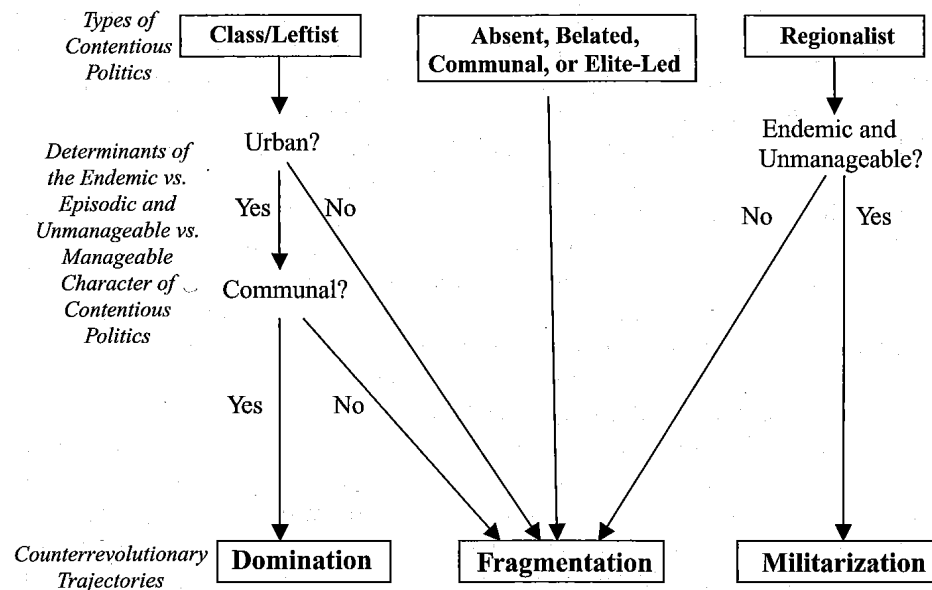 Types of
Contentious
Politics
Class/Leftist
Absent, Belated,
Communal, or Elite-Led
Regionalist
Determinants of
the Endemic vs.
Episodic and
Unmanageable vs.
Manageable
Character of
Contentious
Politics
Urban?
Yes
No
Communal?
Yes
No
Endemic and
Unmanageable?
No
Yes
Counterrevolutionary
Trajectories
Domination
Fragmentation
Militarization